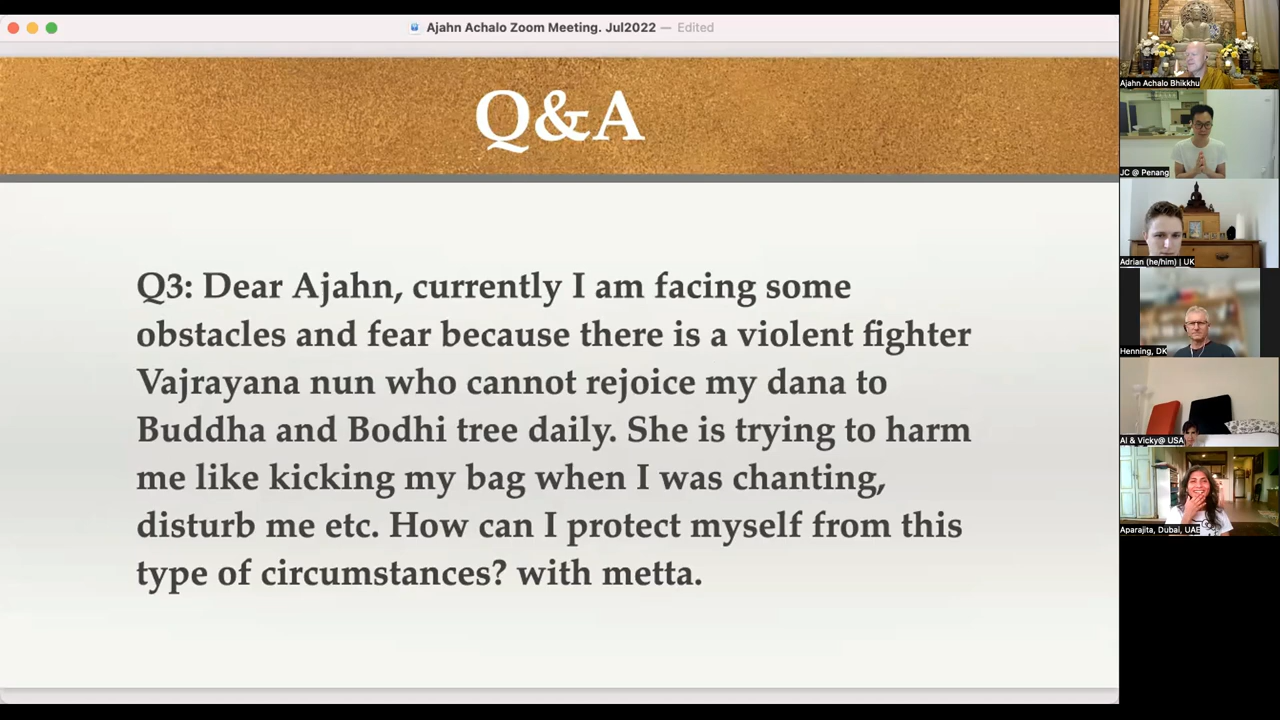 Ajahn Achalo Zoom Meeting. Jul2022 — Edited
Q&A
Q3: Dear Ajahn, currently I am facing some
obstacles and fear because there is a violent fighter
Vajrayana nun who cannot rejoice my dana to
Buddha and Bodhi tree daily. She is trying to harm
me like kicking my bag when I was chanting,
disturb me etc. How can I protect myself from this
type of circumstances? with metta.
Ajahn Achalo Bhikkhu
JC @ Penang
Adrian (he/him) | UK
Henning, DK
Al & Vicky@ USA
Aparajita, Dubai, UAE